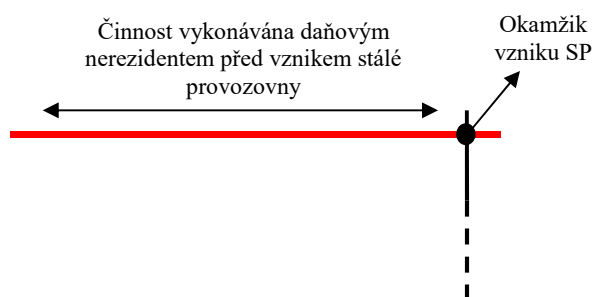 Činnost vykonávána daňovým
nerezidentem před vznikem stálé
provozovny
Okamžik
vzniku SP